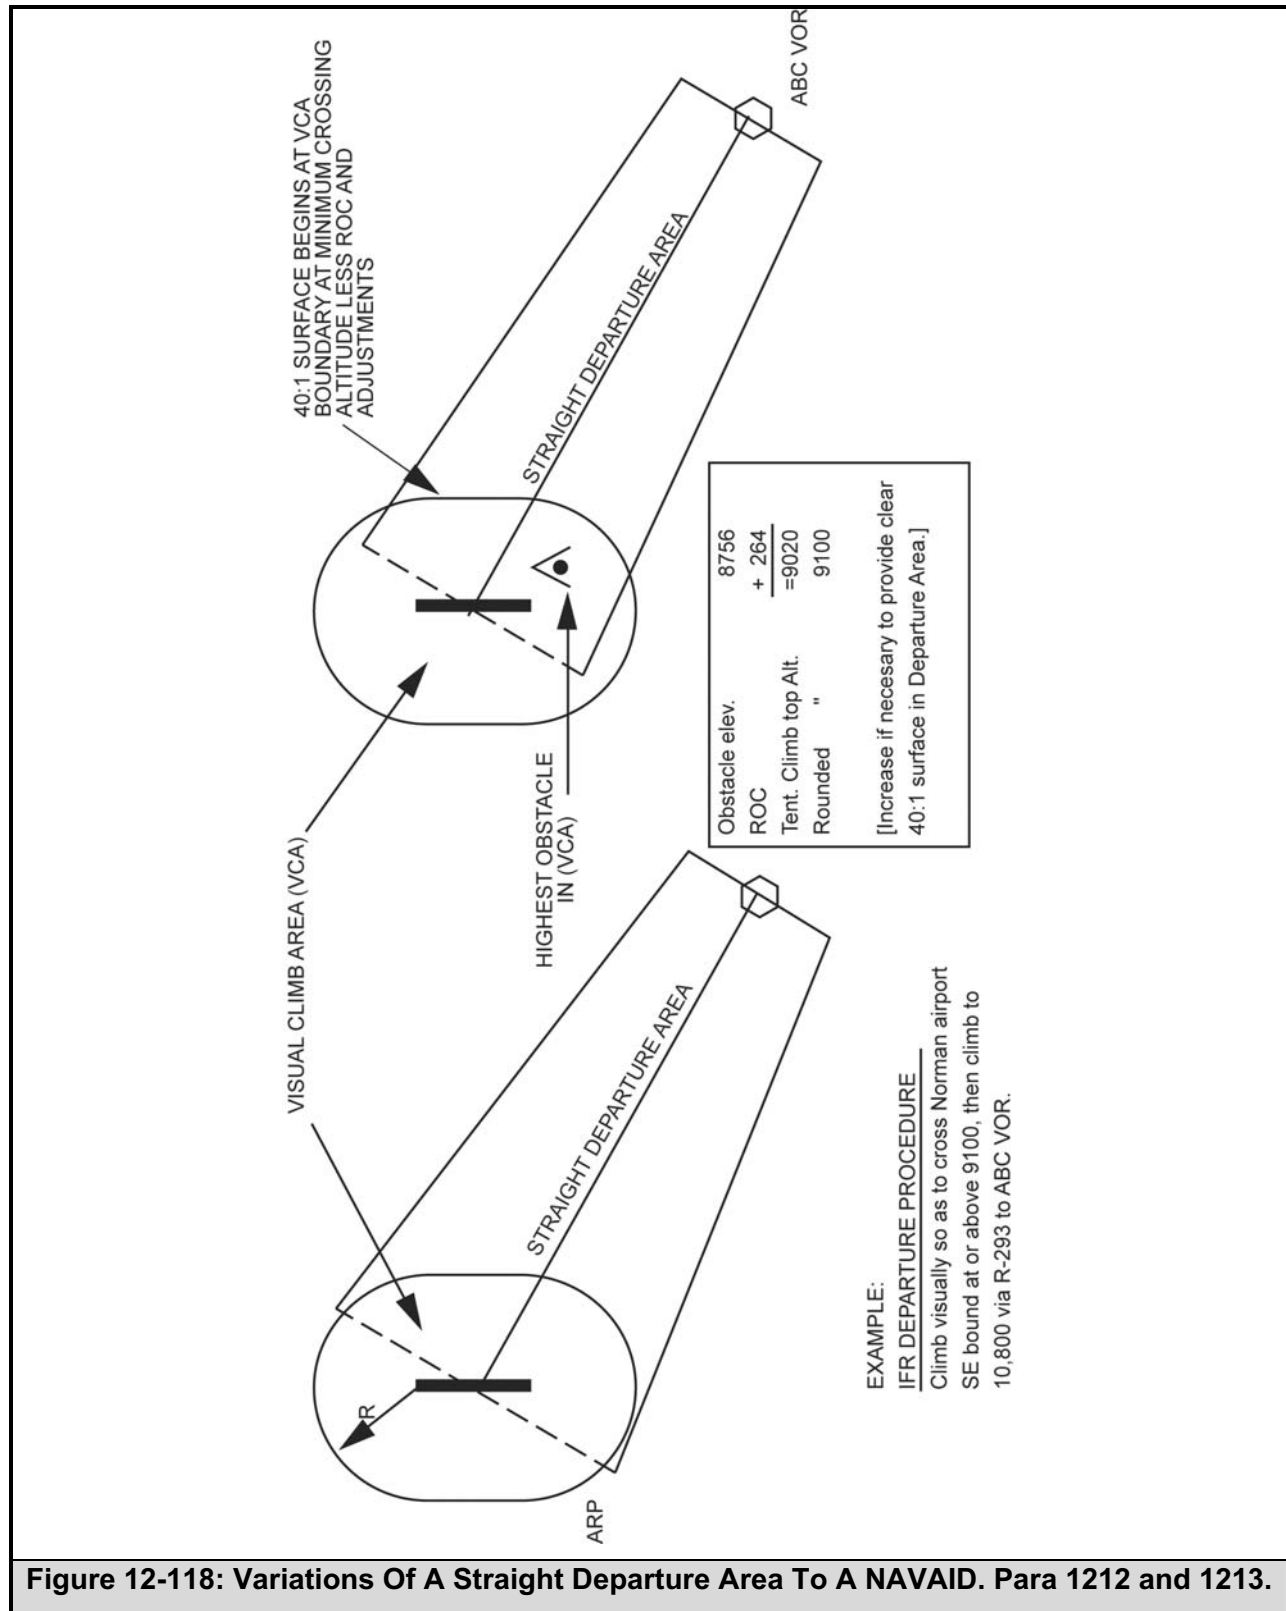 VISUAL CLIMB AREA (VCA)
40:1 SURFACE BEGINS AT VCA
BOUNDARY AT MINIMUM CROSSING
ALTITUDE LESS ROC AND
ADJUSTMENTS
R
STRAIGHT DEPARTURE AREA
ARP
HIGHEST OBSTACLE
IN (VCA)
STRAIGHT DEPARTURE AREA
ABC VOR
Obstacle elev. 8756
ROC + 264
Tent. Climb top Alt. =9020
Rounded " 9100
[Increase if necesary to provide clear
40:1 surface in Departure Area.]
EXAMPLE:
IFR DEPARTURE PROCEDURE
Climb visually so as to cross Norman airport
SE bound at or above 9100, then climb to
10,800 via R-293 to ABC VOR.
Figure 12-118: Variations Of A Straight Departure Area To A NAVAID. Para 1212 and 1213.